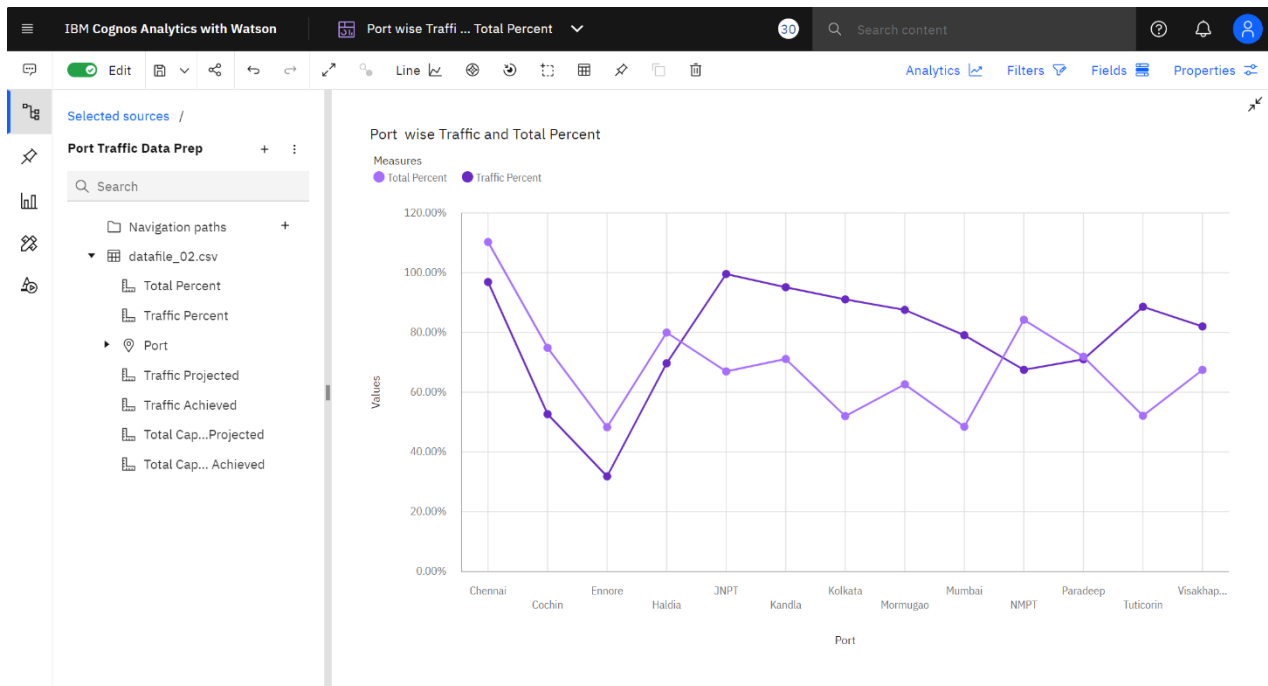 IBM Cognos Analytics with Watson
Port wise Traffi ... Total Percent
30
Search content
Edit
Line
Analytics
Filters
Fields
Properties
Selected sources /
Port Traffic Data Prep
Search
Navigation paths
datafile_02.csv
Total Percent
Traffic Percent
Port
Traffic Projected
Traffic Achieved
Total Cap...Projected
Total Cap... Achieved
Port wise Traffic and Total Percent
Measures
Total Percent Traffic Percent
120.00%
100.00%
80.00%
60.00%
40.00%
20.00%
0.00%
Values
Chennai Cochin Ennore Haldia JNPT Kandla Kolkata Mormugao Mumbai NMPT Paradeep Tuticorin Visakhap...
Port